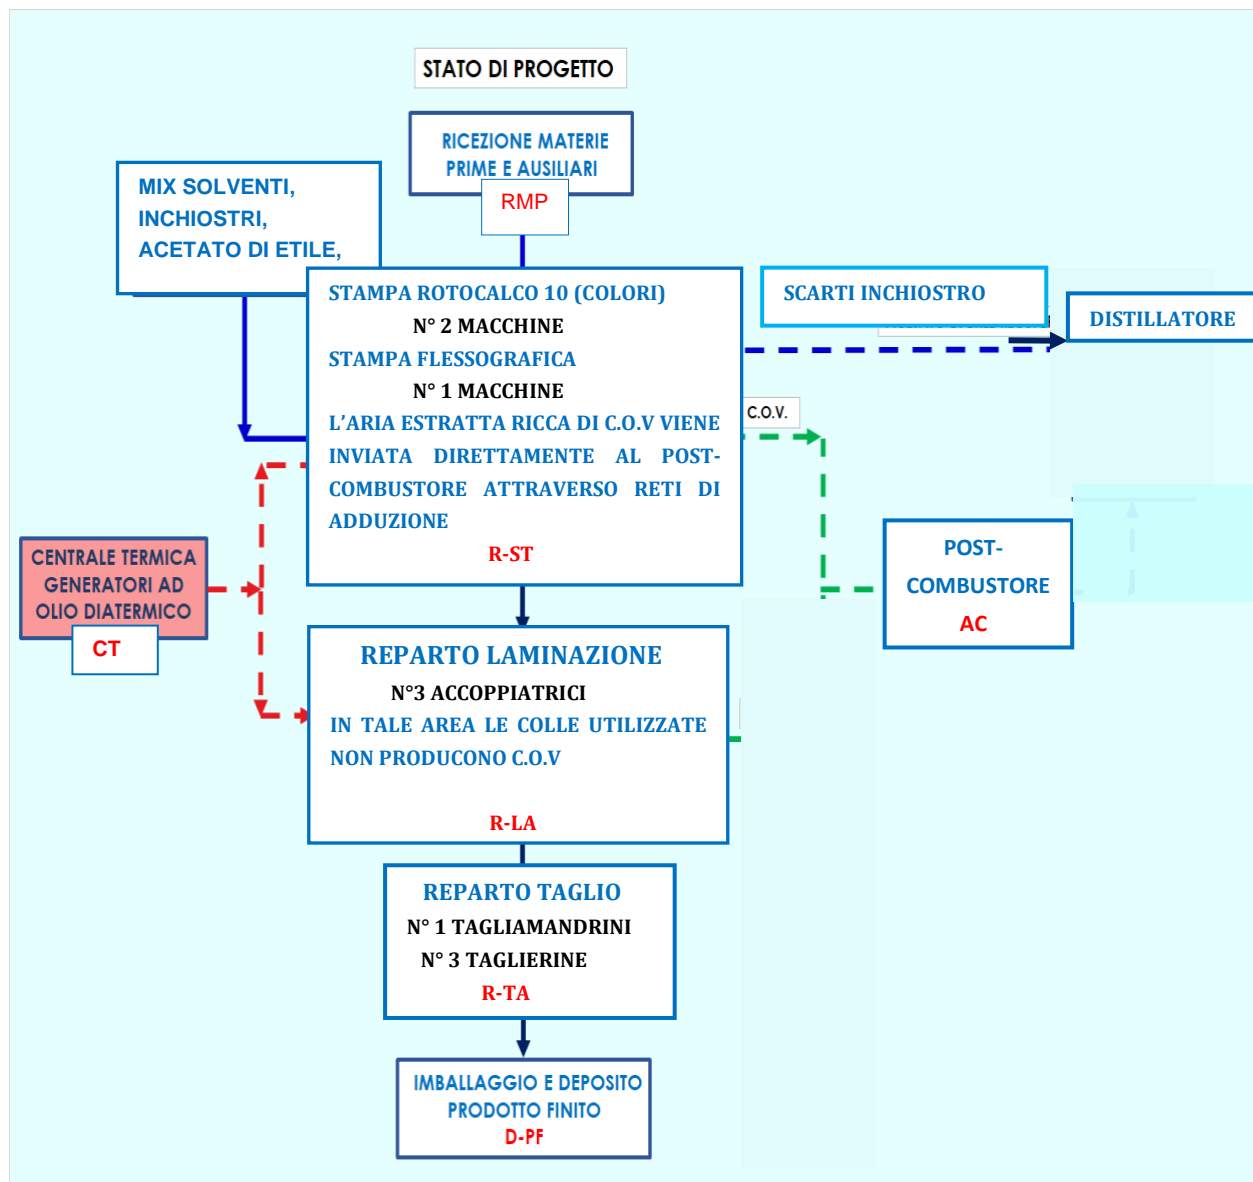 STATO DI PROGETTO
RICEZIONE MATERIE
PRIME E AUSILIARI
RMP
MIX SOLVENTI,
INCHIOSTRI,
ACETATO DI ETILE,
STAMPA ROTOCALCO 10 (COLORI)
N° 2 MACCHINE
STAMPA FLESSOGRAFICA
N° 1 MACCHINE
L’ARIA ESTRATTA RICCA DI C.O.V VIENE
INVIATA DIRETTAMENTE AL POST-
COMBUSTORE ATTRAVERSO RETI DI
ADDUZIONE
R-ST
SCARTI INCHIOSTRO
DISTILLATORE
C.O.V.
POST-
COMBUSTORE
AC
CENTRALE TERMICA
GENERATORI AD
OLIO DIATERMICO
CT
REPARTO LAMINAZIONE
N°3 ACCOPPIATRICI
IN TALE AREA LE COLLE UTILIZZATE
NON PRODUCONO C.O.V
R-LA
REPARTO TAGLIO
N° 1 TAGLIAMANDRINI
N° 3 TAGLIERINE
R-TA
IMBALLAGGIO E DEPOSITO
PRODOTTO FINITO
D-PF